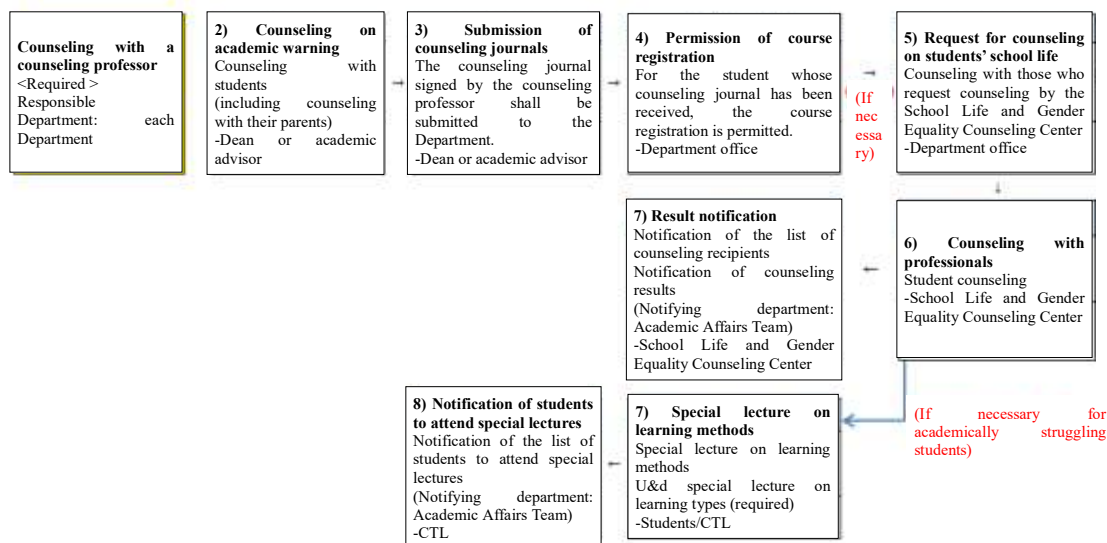 Counseling with a
counseling professor
<Required >
Responsible
Department: each
Department
2) Counseling on
academic warning
Counseling with
students
(including counseling
with their parents)
-Dean or academic
advisor
3) Submission of
counseling journals
The counseling journal
signed by the counseling
professor shall be
submitted to the
Department.
-Dean or academic advisor
4) Permission of course
registration
For the student whose
counseling journal has been
received, the course
registration is permitted.
-Department office
(If
nec
essa
ry)
5) Request for counseling
on students' school life
Counseling with those who
request counseling by the
School Life and Gender
Equality Counseling Center
-Department office
6) Counseling with
professionals
Student counseling
-School Life and Gender
Equality Counseling Center
7) Result notification
Notification of the list of
counseling recipients
Notification of counseling
results
(Notifying department:
Academic Affairs Team)
-School Life and Gender
Equality Counseling Center
(If necessary for
academically struggling
students)
7) Special lecture on
learning methods
Special lecture on learning
methods
U&d special lecture on
learning types (required)
-Students/CTL
8) Notification of students
to attend special lectures
Notification of the list of
students to attend special
lectures
(Notifying department:
Academic Affairs Team)
-CTL